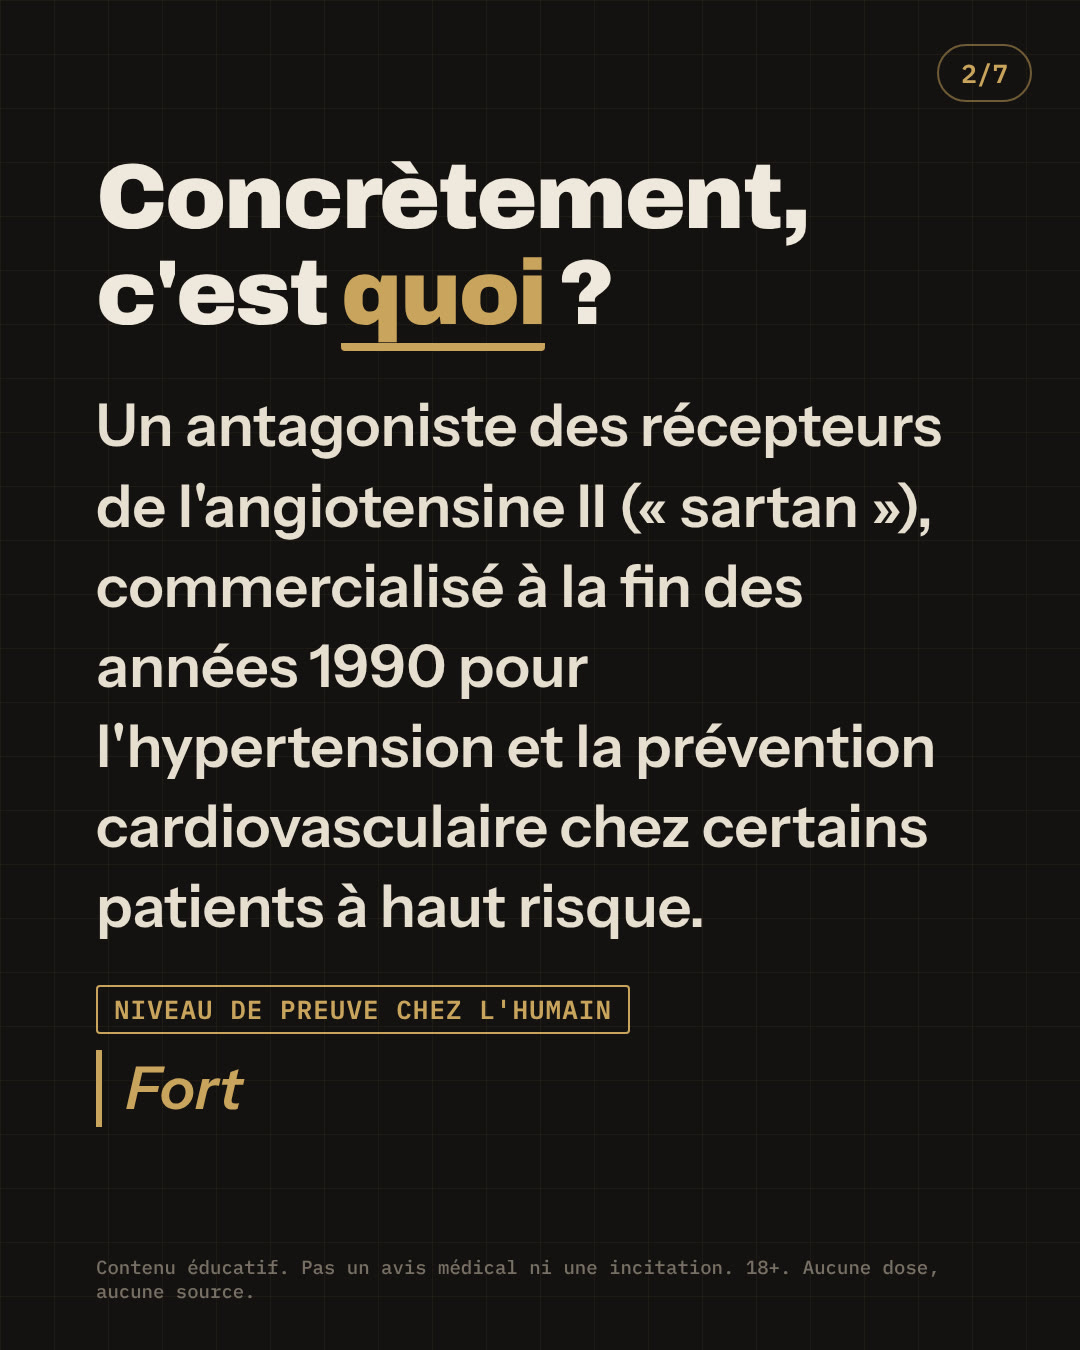 2/7
Concrètement,
c'est quoi ?
Un antagoniste des récepteurs
de l'angiotensine II (« sartan »),
commercialisé à la fin des
années 1990 pour
l'hypertension et la prévention
cardiovasculaire chez certains
patients à haut risque.
NIVEAU DE PREUVE CHEZ L'HUMAIN
Fort
Contenu éducatif. Pas un avis médical ni une incitation. 18+. Aucune dose,
aucune source.